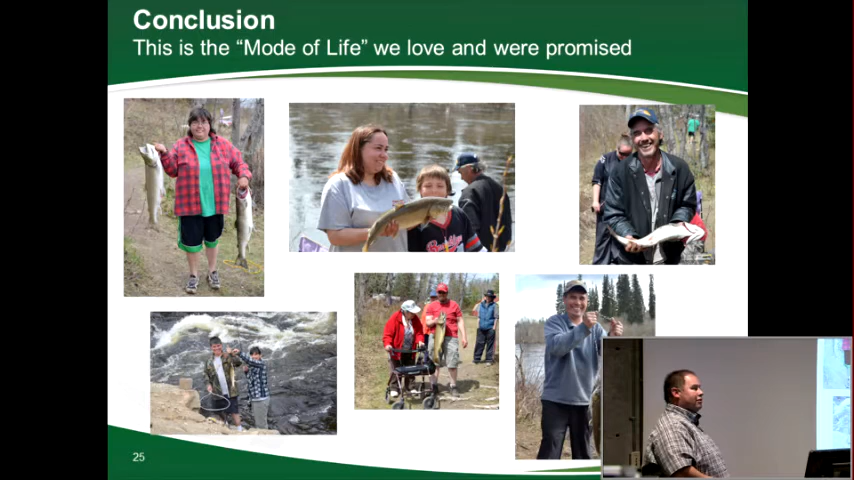 Conclusion
This is the “Mode of Life” we love and were promised
25